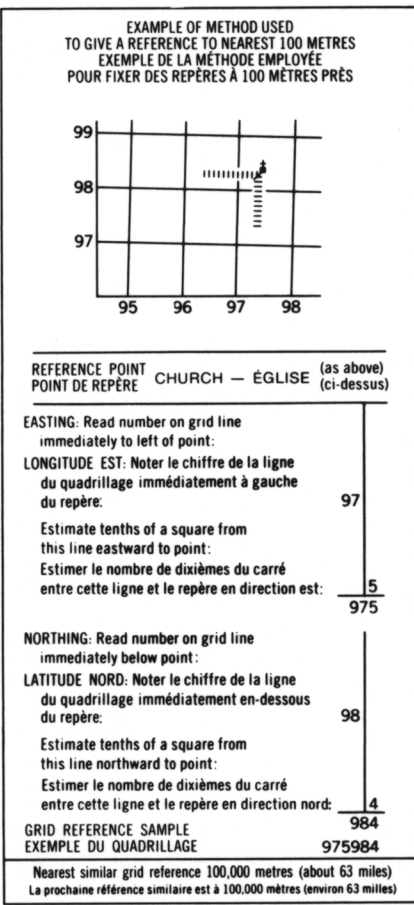 EXAMPLE OF METHOD USED
TO GIVE A REFERENCE TO NEAREST 100 METRES
EXEMPLE DE LA MÉTHODE EMPLOYÉE
POUR FIXER DES REPÈRES À 100 MÈTRES PRÈS
99
98
97
95 96 97 98
REFERENCE POINT CHURCH — ÉGLISE (as above)
POINT DE REPÈRE (ci-dessus)
EASTING: Read number on grid line
immediately to left of point:
LONGITUDE EST: Noter le chiffre de la ligne
du quadrillage immédiatement à gauche
du repère: 97
Estimate tenths of a square from
this line eastward to point:
Estimer le nombre de dixièmes du carré
entre cette ligne et le repère en direction est: 5
975
NORTHING: Read number on grid line
immediately below point:
LATITUDE NORD: Noter le chiffre de la ligne
du quadrillage immédiatement en-dessous
du repère: 98
Estimate tenths of a square from
this line northward to point:
Estimer le nombre de dixièmes du carré
entre cette ligne et le repère en direction nord: 4
GRID REFERENCE SAMPLE 984
EXEMPLE DU QUADRILLAGE 975984
Nearest similar grid reference 100,000 metres (about 63 miles)
La prochaine référence similaire est à 100,000 mètres (environ 63 milles)